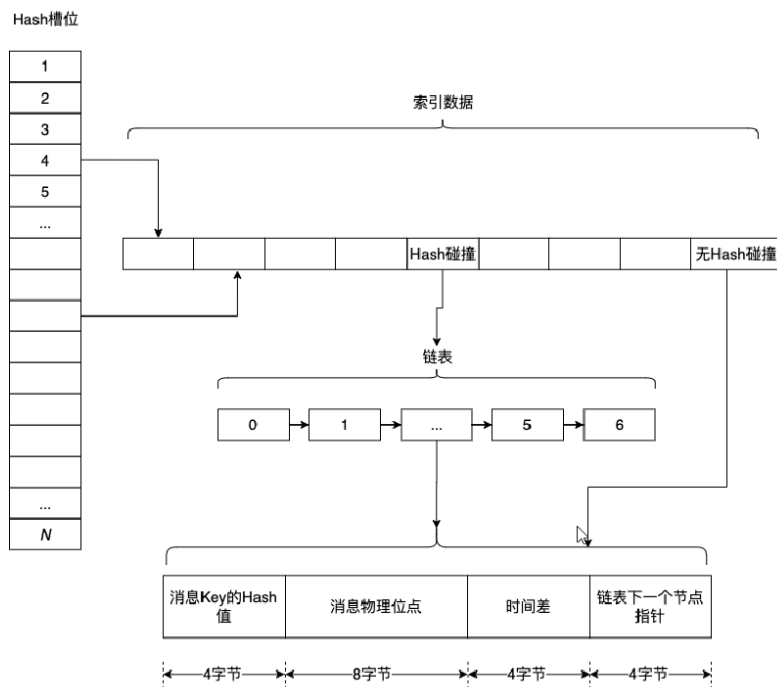 Hash槽位
1
2
3
4
5
...
...
N
索引数据
Hash碰撞
无Hash碰撞
链表
0
1
...
5
6
消息Key的Hash
值
消息物理位点
时间差
链表下一个节点
指针
4字节
8字节
4字节
4字节